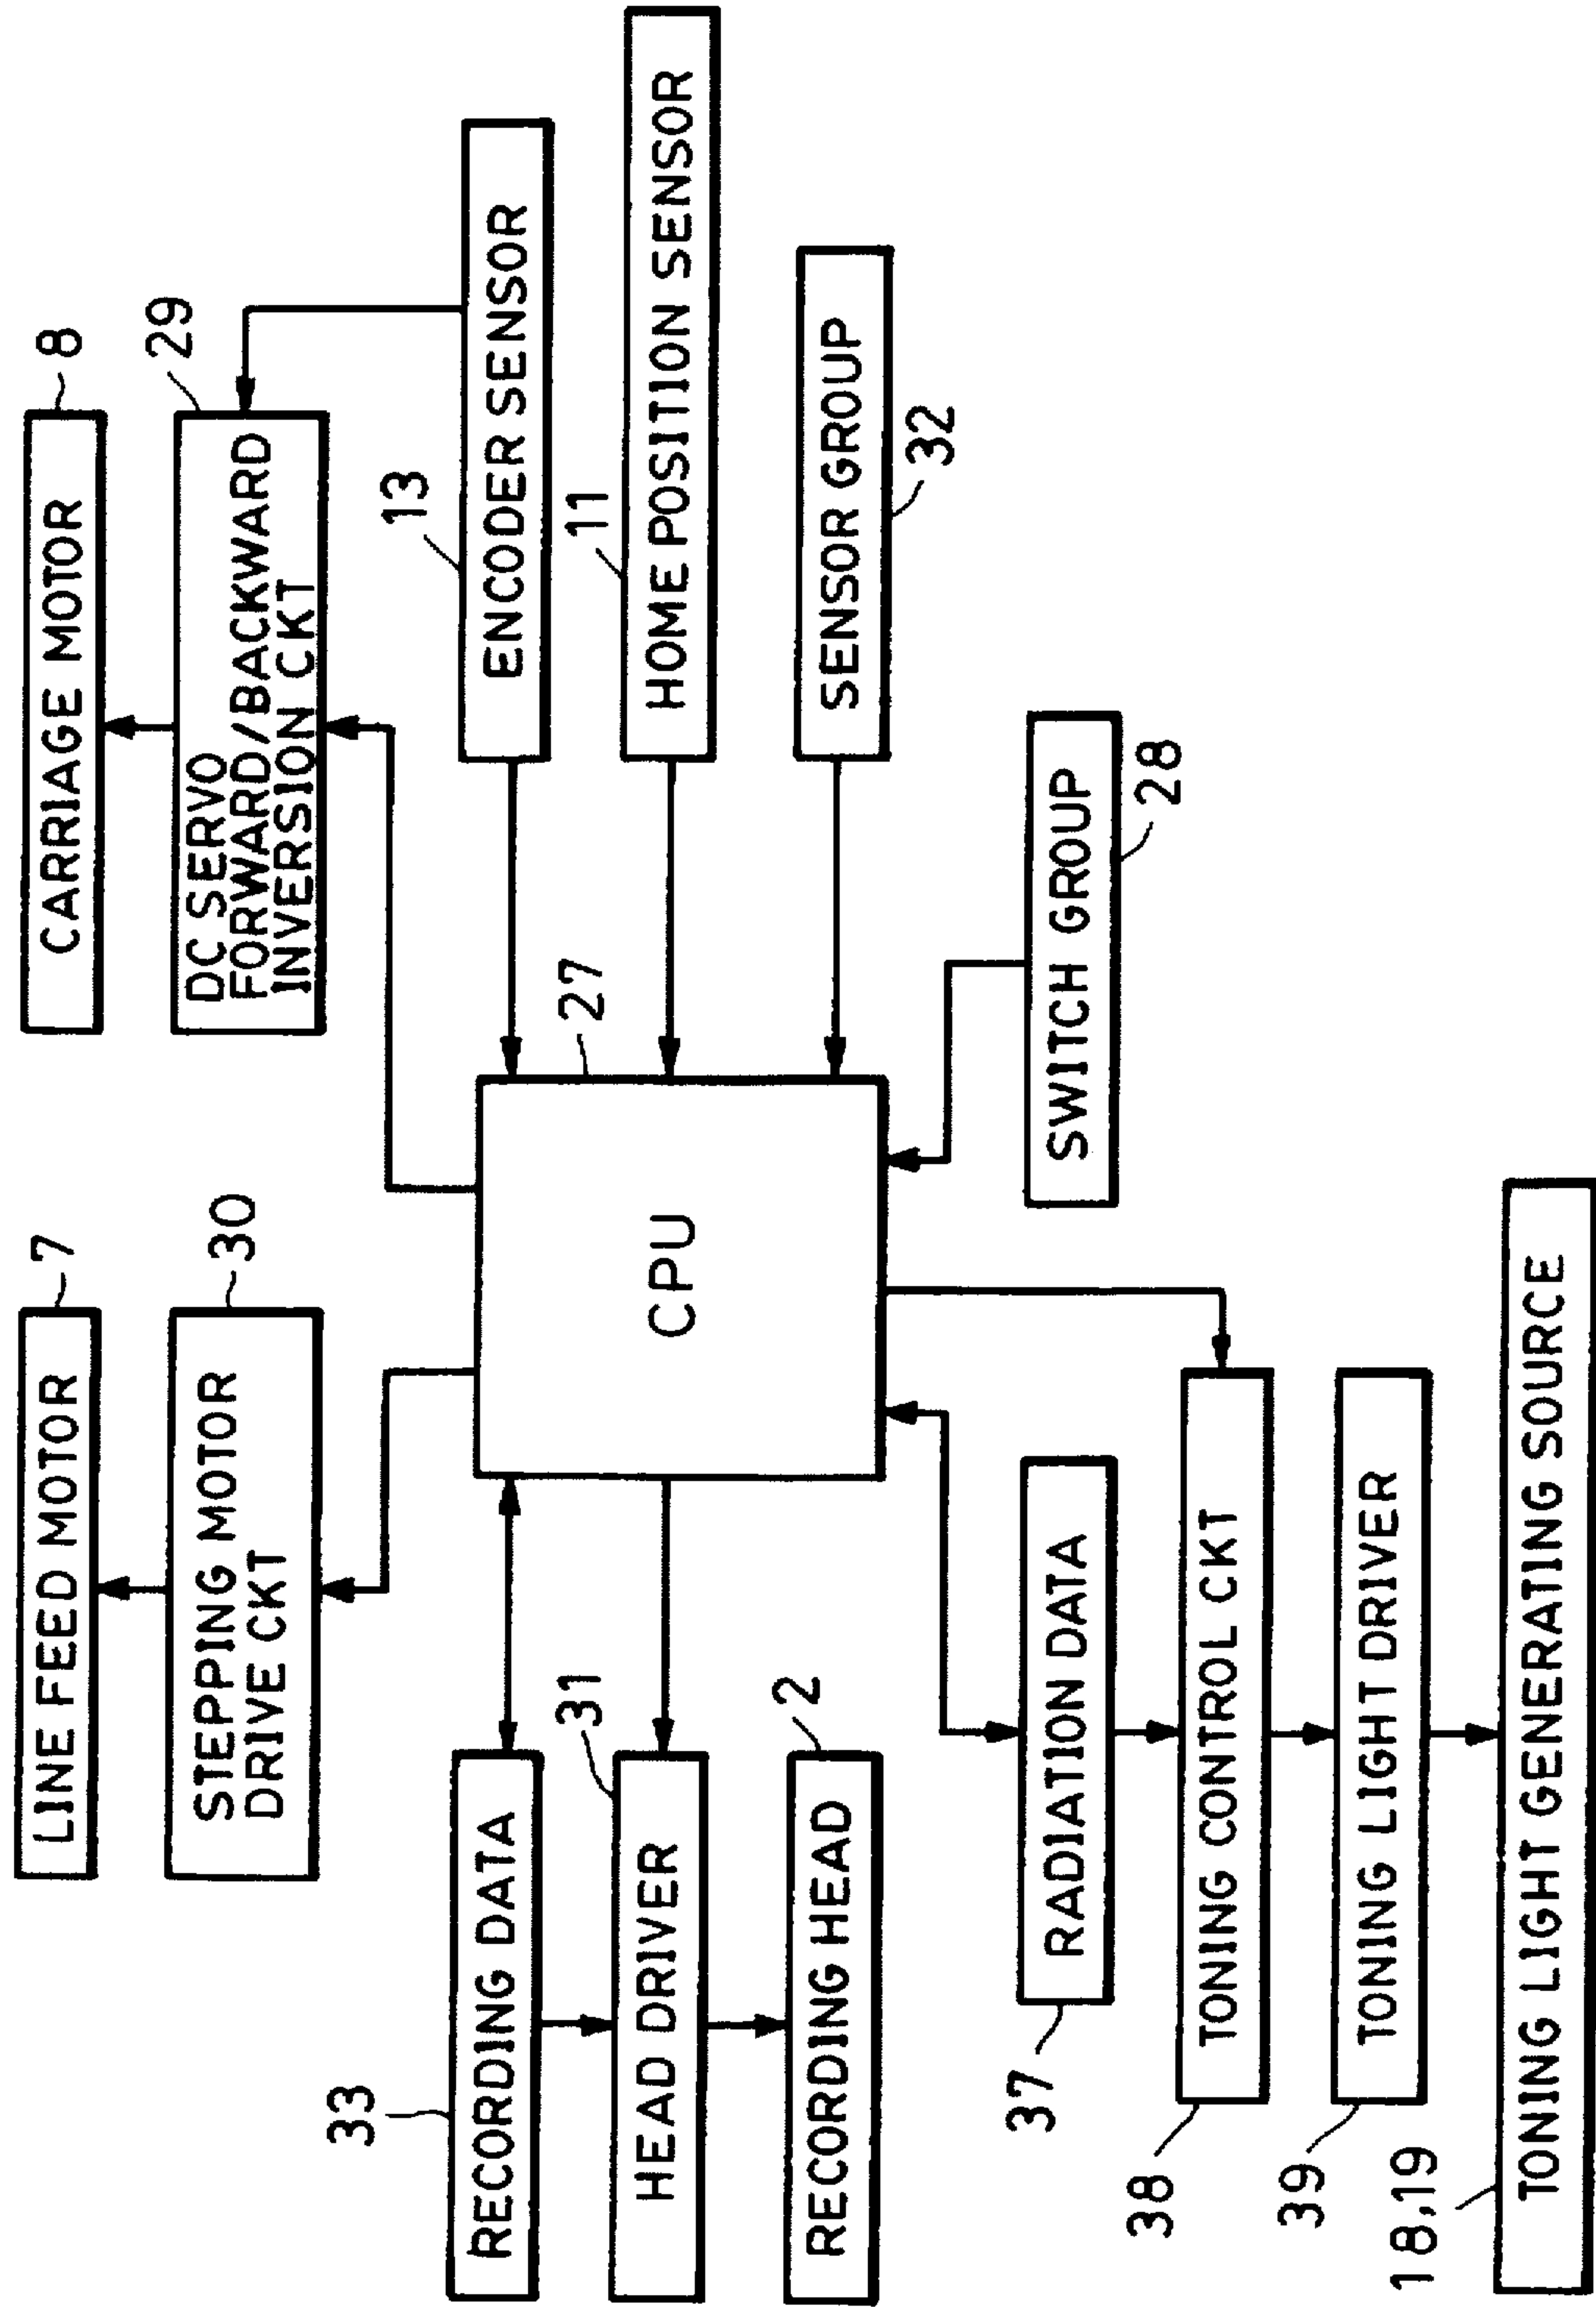 LINE FEED MOTOR
7
STEPPING MOTOR
DRIVE CKT
30
CARRIAGE MOTOR
8
DC SERVO
FORWARD/BACKWARD
INVERSION CKT
29
33
RECORDING DATA
31
HEAD DRIVER
2
RECORDING HEAD
CPU
27
13
ENCODER SENSOR
11
HOME POSITION SENSOR
SENSOR GROUP
32
SWITCH GROUP
28
37
RADIATION DATA
38
TONING CONTROL CKT
39
TONING LIGHT DRIVER
18,19
TONING LIGHT GENERATING SOURCE